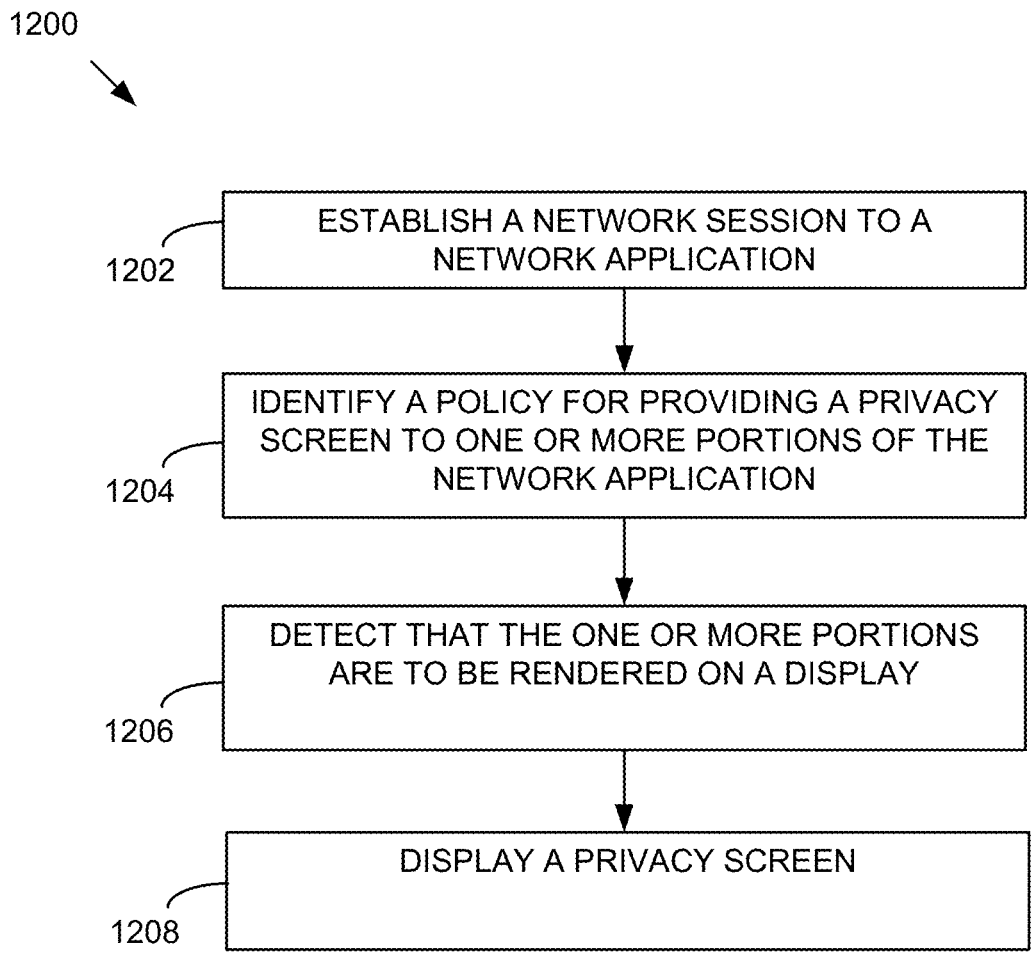 1200
ESTABLISH A NETWORK SESSION TO A
NETWORK APPLICATION
1202
IDENTIFY A POLICY FOR PROVIDING A PRIVACY
SCREEN TO ONE OR MORE PORTIONS OF THE
NETWORK APPLICATION
1204
DETECT THAT THE ONE OR MORE PORTIONS
ARE TO BE RENDERED ON A DISPLAY
1206
DISPLAY A PRIVACY SCREEN
1208